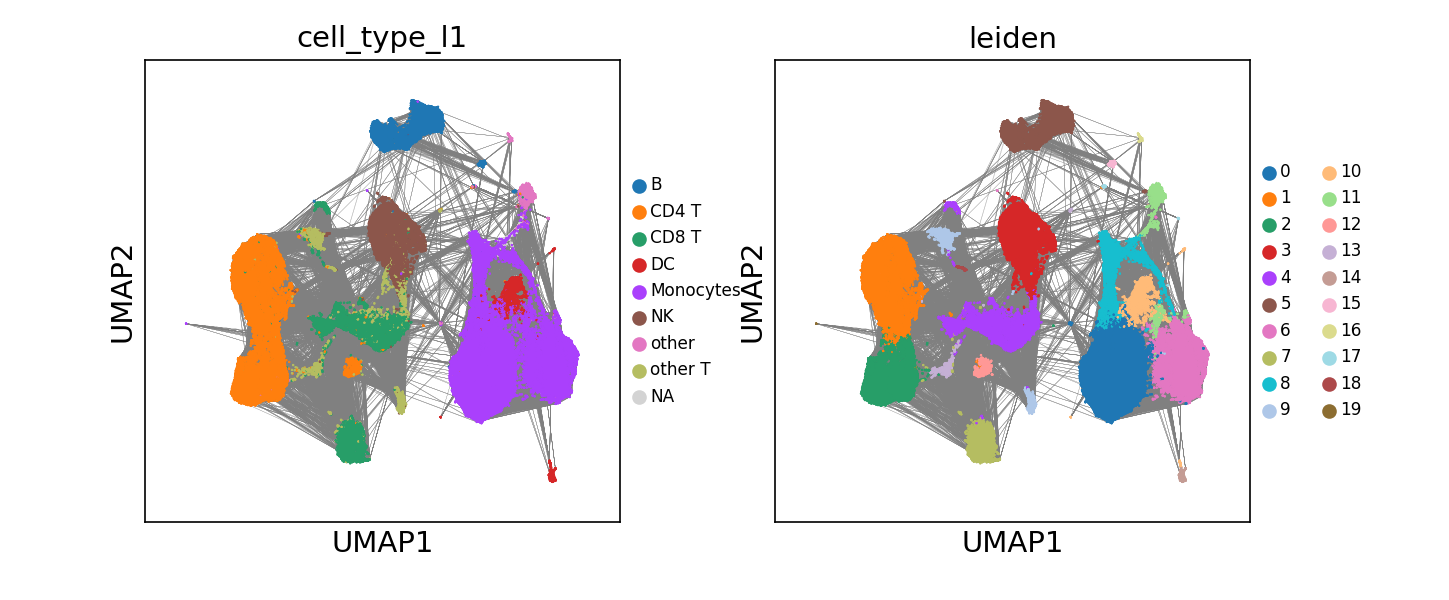 cell_type_l1
UMAP2
UMAP1
B
CD4 T
CD8 T
DC
Monocytes
NK
other
other T
NA
leiden
UMAP2
UMAP1
0 10
1 11
2 12
3 13
4 14
5 15
6 16
7 17
8 18
9 19